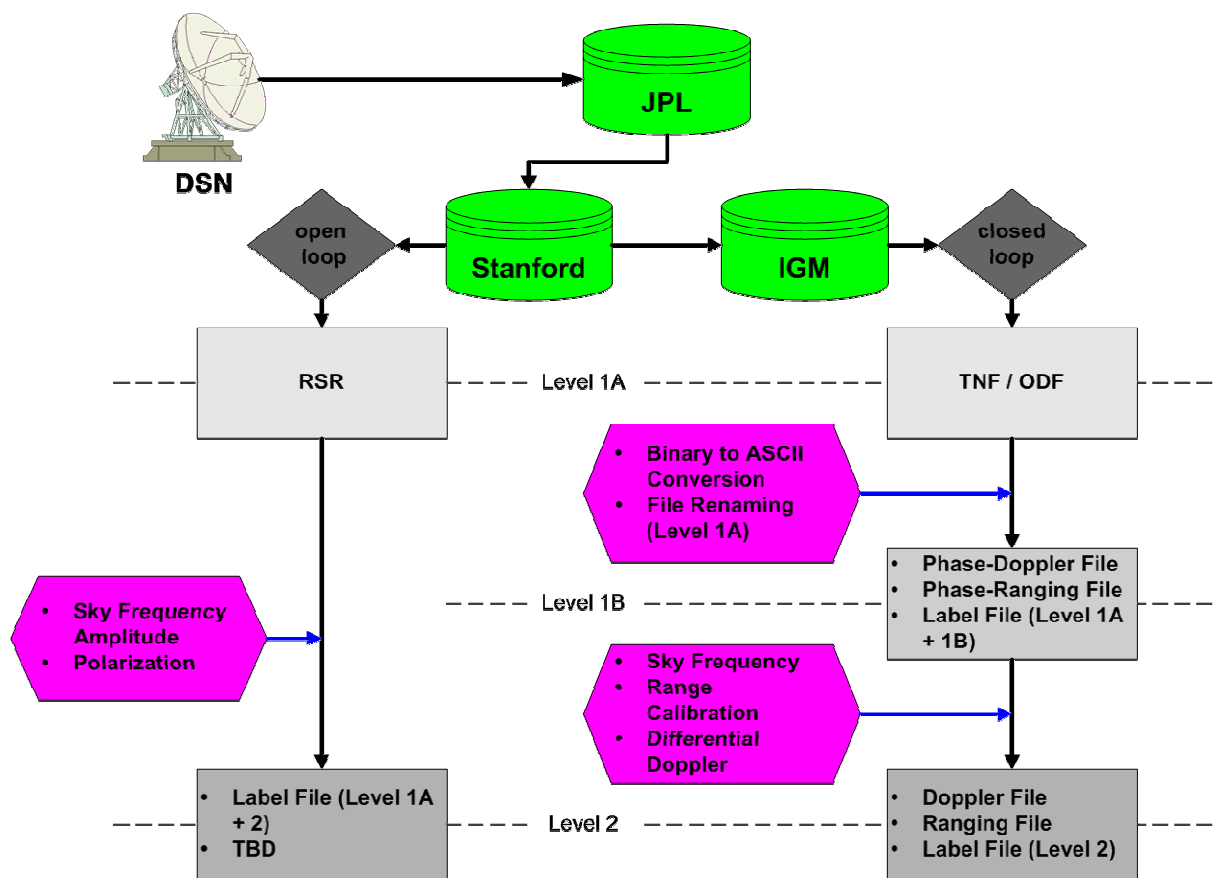 JPL
DSN
open
loop
Stanford
IGM
closed
loop
RSR
Level 1A
TNF / ODF
• Binary to ASCII
Conversion
• File Renaming
(Level 1A)
• Phase-Doppler File
• Phase-Ranging File
• Label File (Level 1A
+ 1B)
Level 1B
• Sky Frequency
Amplitude
• Polarization
• Sky Frequency
• Range
Calibration
• Differential
Doppler
• Label File (Level 1A
+ 2)
• TBD
Level 2
• Doppler File
• Ranging File
• Label File (Level 2)